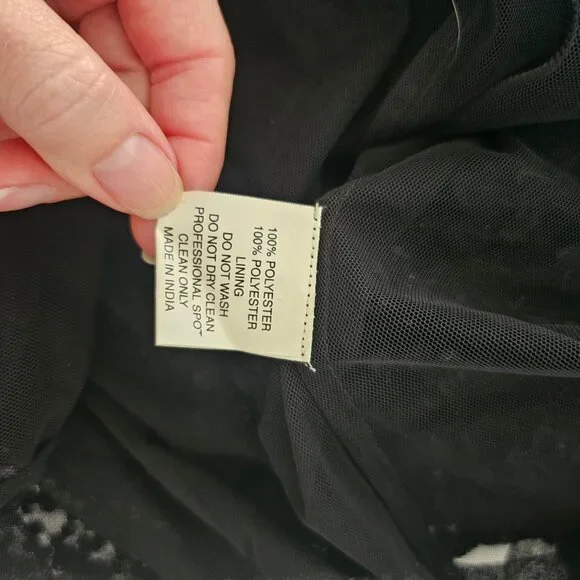 100% POLYESTER
100% POLYESTER
LINING
DO NOT WASH
DO NOT DRY CLEAN
PROFESSIONAL SPOT
CLEAN ONLY
MADE IN INDIA